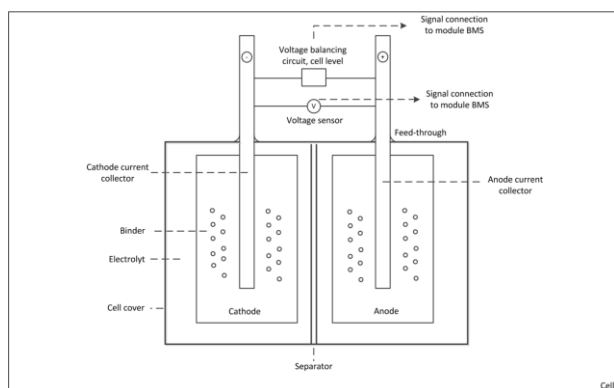 Signal connection
to module BMS
Voltage balancing
circuit, cell level
-
+
Signal connection
to module BMS
V
Voltage sensor
Feed-through
Cathode current
collector
Anode current
collector
Binder
Electrolyt
Cell cover
Cathode
Anode
Separator
Cell